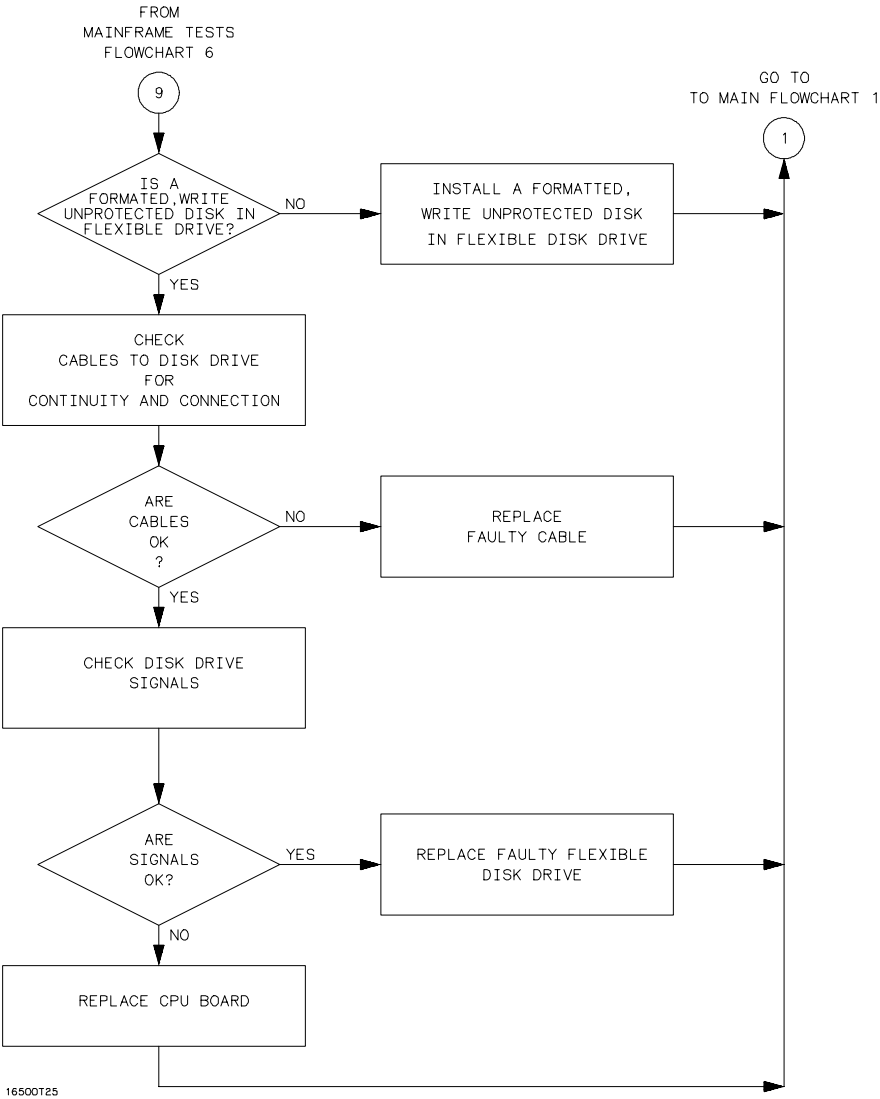 FROM
MAINFRAME TESTS
FLOWCHART 6
9
GO TO
TO MAIN FLOWCHART 1
1
IS A
FORMATED,WRITE
UNPROTECTED DISK IN
FLEXIBLE DRIVE?
NO
INSTALL A FORMATTED,
WRITE UNPROTECTED DISK
IN FLEXIBLE DISK DRIVE
YES
CHECK
CABLES TO DISK DRIVE
FOR
CONTINUITY AND CONNECTION
ARE
CABLES
OK
?
NO
REPLACE
FAULTY CABLE
YES
CHECK DISK DRIVE
SIGNALS
ARE
SIGNALS
OK?
YES
REPLACE FAULTY FLEXIBLE
DISK DRIVE
NO
REPLACE CPU BOARD
16500T25